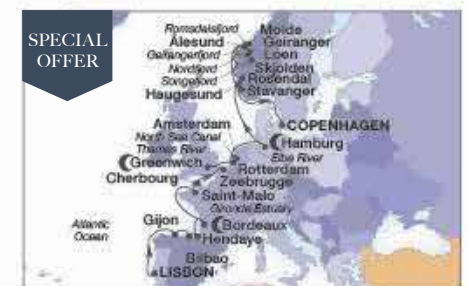 SPECIAL
OFFER
Romsdalsfjord
Molde
Ålesund
Geiranger
Geirangerfjord
Loen
Nordfjord
Skjolden
Songefjord
Rosendal
Haugesund
Stavanger
Amsterdam
COPENHAGEN
North Sea Canal
Hamburg
Thames River
Elbe River
Greenwich
Rotterdam
Cherbourg
Zeebrugge
Saint-Malo
Gironde Estuary
Atlantic
Ocean
Gijon
Bordeaux
Hendaye
Bilbao
LISBON